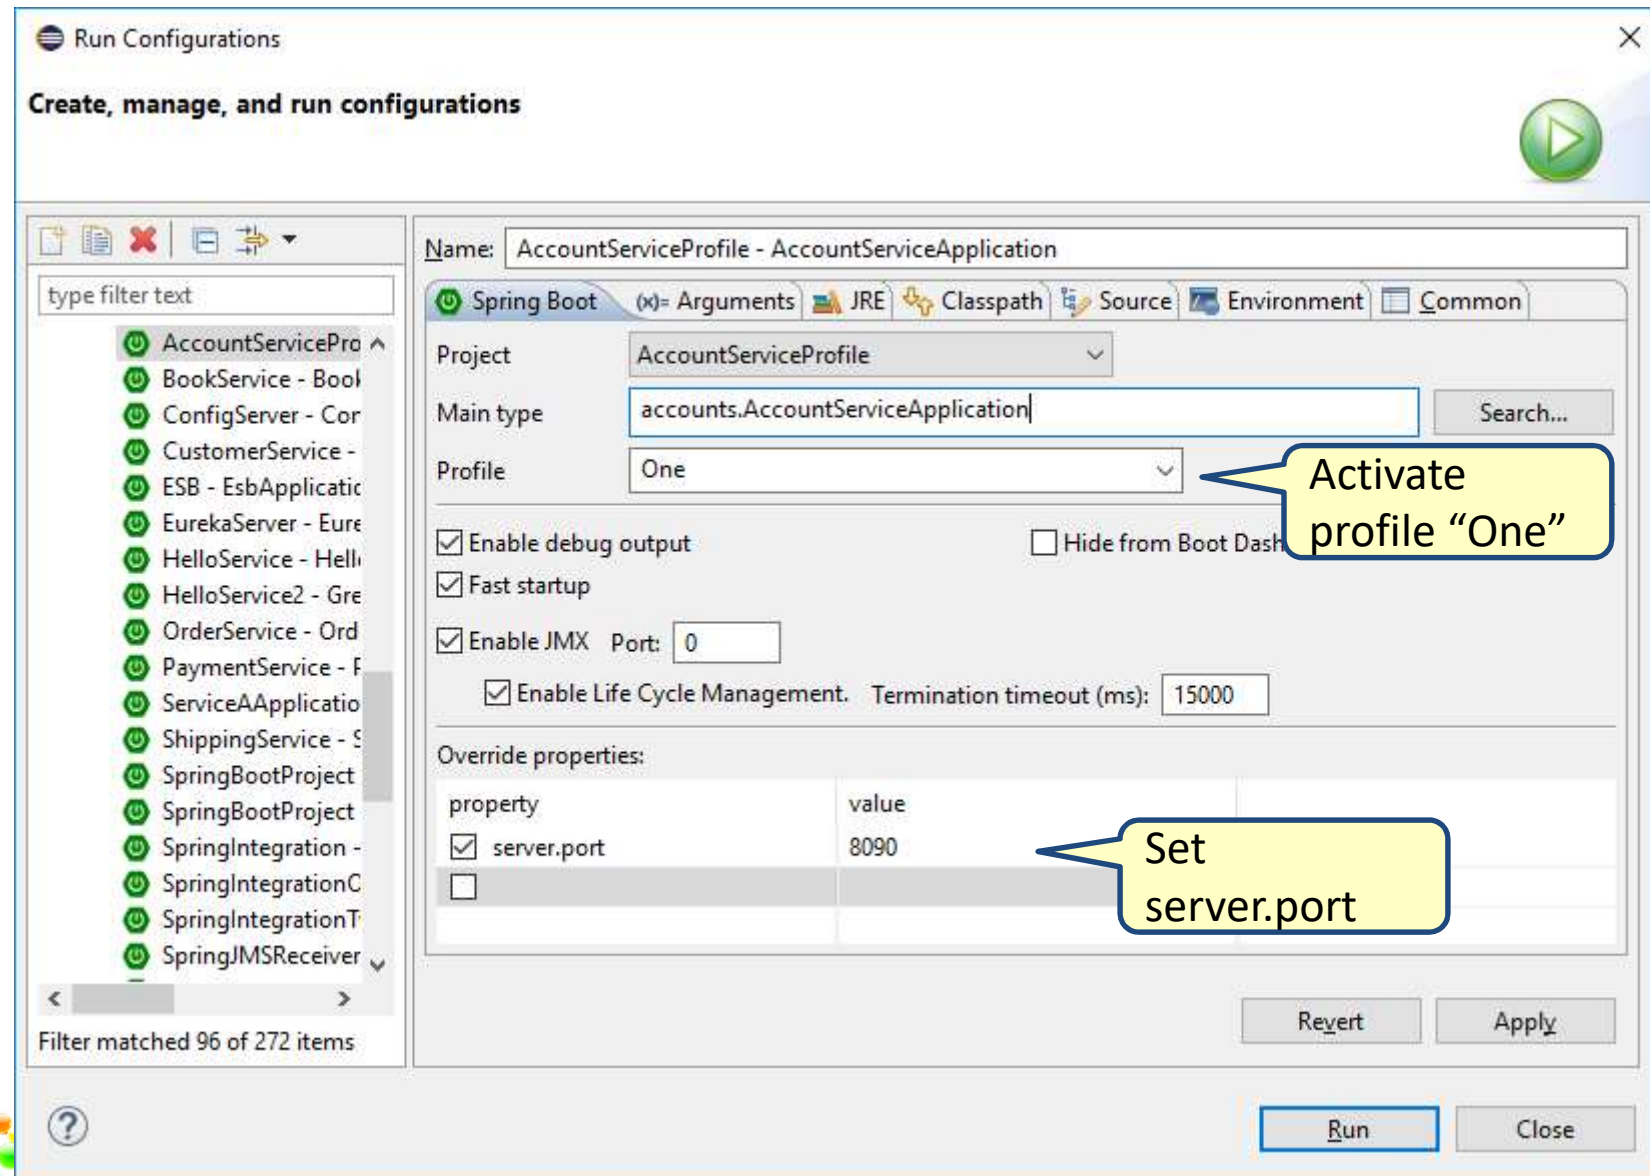 Run Configurations
Create, manage, and run configurations
type filter text
AccountServicePro
BookService - Book
ConfigServer - Cor
CustomerService -
ESB - EsbApplicatic
EurekaServer - Eure
HelloService - Hell
HelloService2 - Gre
OrderService - Ord
PaymentService - P
ServiceAApplicatio
ShippingService - S
SpringBootProject
SpringBootProject
SpringIntegration -
SpringIntegrationC
SpringIntegrationT
SpringJMSReceiver
Filter matched 96 of 272 items
Name: AccountServiceProfile - AccountServiceApplication
Spring Boot (x)= Arguments JRE Classpath Source Environment Common
Project AccountServiceProfile
Main type accounts.AccountServiceApplication Search...
Profile One
Activate
profile “One”
Enable debug output Hide from Boot Dash
Fast startup
Enable JMX Port: 0
Enable Life Cycle Management. Termination timeout (ms): 15000
Override properties:
property value
server.port 8090
Set
server.port
Revert Apply
Run Close